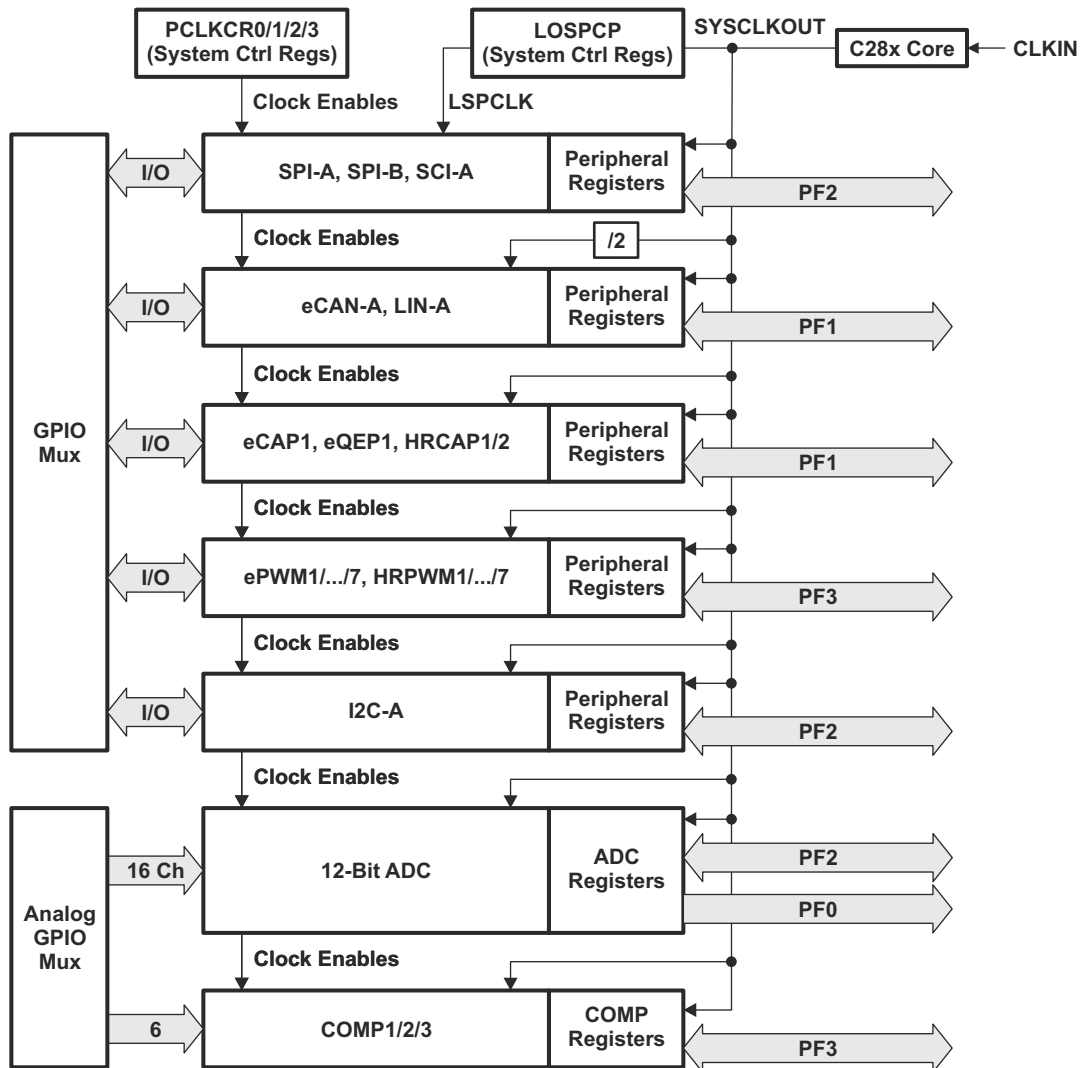 PCLKCR0/1/2/3
(System Ctrl Regs)
LOSPCP
(System Ctrl Regs)
SYSCLKOUT
C28x Core
CLKIN
Clock Enables
LSPCLK
I/O
SPI-A, SPI-B, SCI-A
Peripheral
Registers
PF2
Clock Enables
/2
I/O
eCAN-A, LIN-A
Peripheral
Registers
PF1
Clock Enables
GPIO
Mux
I/O
eCAP1, eQEP1, HRCAP1/2
Peripheral
Registers
PF1
Clock Enables
I/O
ePWM1/.../7, HRPWM1/.../7
Peripheral
Registers
PF3
Clock Enables
I/O
I2C-A
Peripheral
Registers
PF2
Clock Enables
Analog
GPIO
Mux
16 Ch
12-Bit ADC
ADC
Registers
PF2
PF0
Clock Enables
6
COMP1/2/3
COMP
Registers
PF3